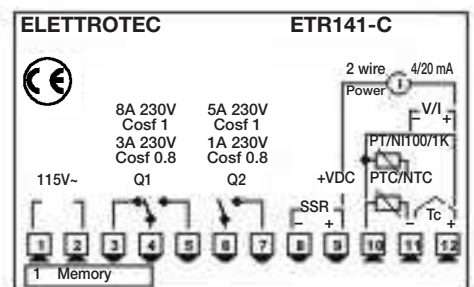 ELETTROTEC ETR141-C
CE
2 wire 4/20 mA
Power I
V/I
- +
8A 230V 5A 230V
Cosf 1 Cosf 1
3A 230V 1A 230V
Cosf 0.8 Cosf 0.8
PT/NI100/1K
115V~ Q1 Q2 +VDC PTC/NTC
SSR Tc
- + - +
1 2 3 4 5 6 7 8 9 10 11 12
1 Memory